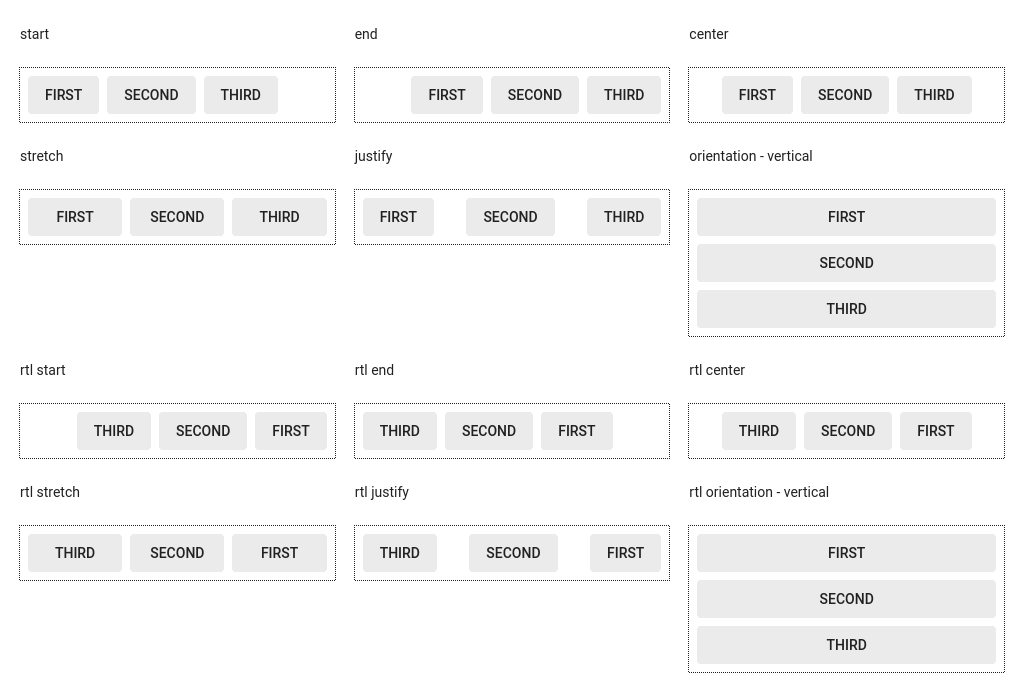 start
end
center
FIRST SECOND THIRD
FIRST SECOND THIRD
FIRST SECOND THIRD
stretch
justify
orientation - vertical
FIRST SECOND THIRD
FIRST SECOND THIRD
FIRST
SECOND
THIRD
rtl start
rtl end
rtl center
THIRD SECOND FIRST
THIRD SECOND FIRST
THIRD SECOND FIRST
rtl stretch
rtl justify
rtl orientation - vertical
THIRD SECOND FIRST
THIRD SECOND FIRST
FIRST
SECOND
THIRD